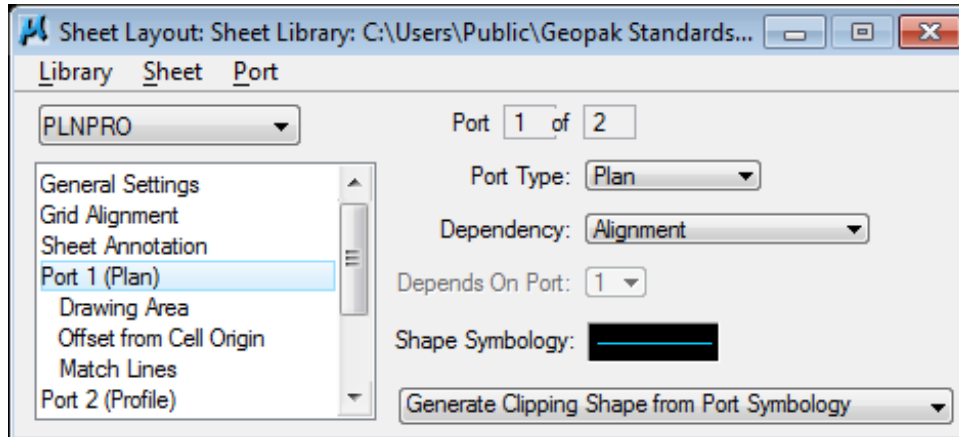 Sheet Layout: Sheet Library: C:\Users\Public\Geopak Standards...
Library Sheet Port
PLNPRO
Port 1 of 2
General Settings
Grid Alignment
Sheet Annotation
Port 1 (Plan)
Drawing Area
Offset from Cell Origin
Match Lines
Port 2 (Profile)
Port Type: Plan
Dependency: Alignment
Depends On Port: 1
Shape Symbology:
Generate Clipping Shape from Port Symbology